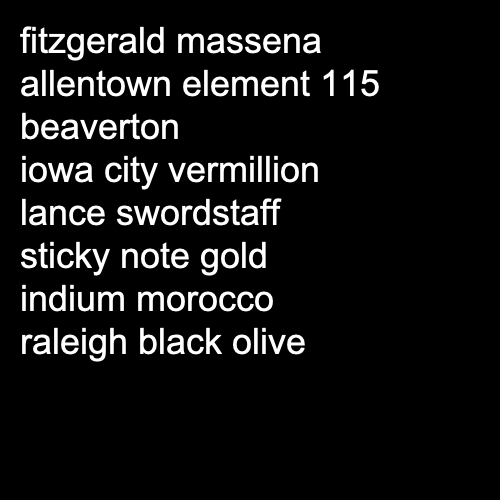 fitzgerald massena
allentown element 115
beaverton
iowa city vermillion
lance swordstaff
sticky note gold
indium morocco
raleigh black olive